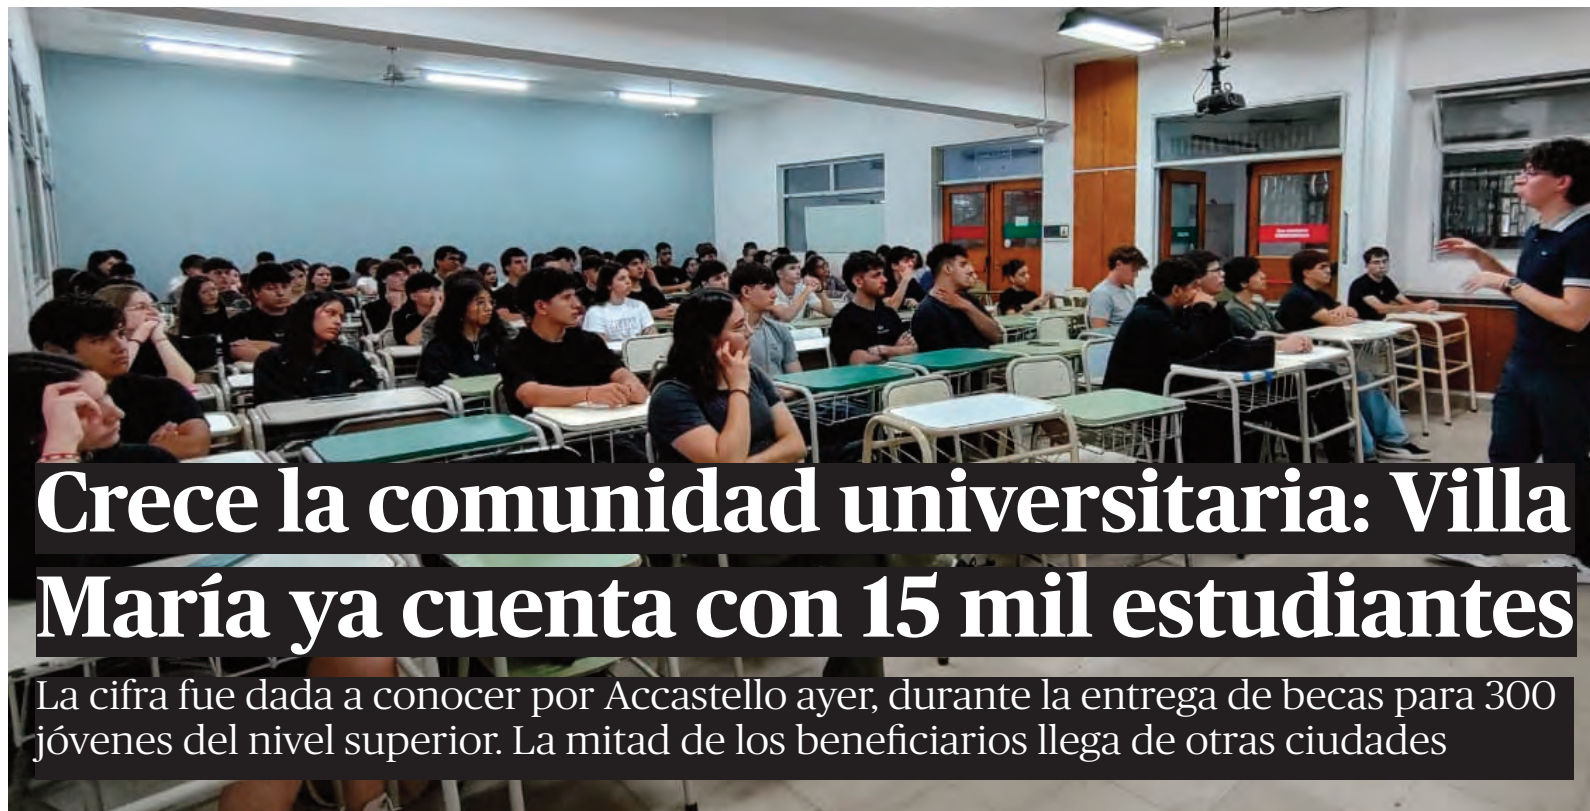 Crece la comunidad universitaria: Villa
María ya cuenta con 15 mil estudiantes
La cifra fue dada a conocer por Accastello ayer, durante la entrega de becas para 300
jóvenes del nivel superior. La mitad de los beneficiarios llega de otras ciudades